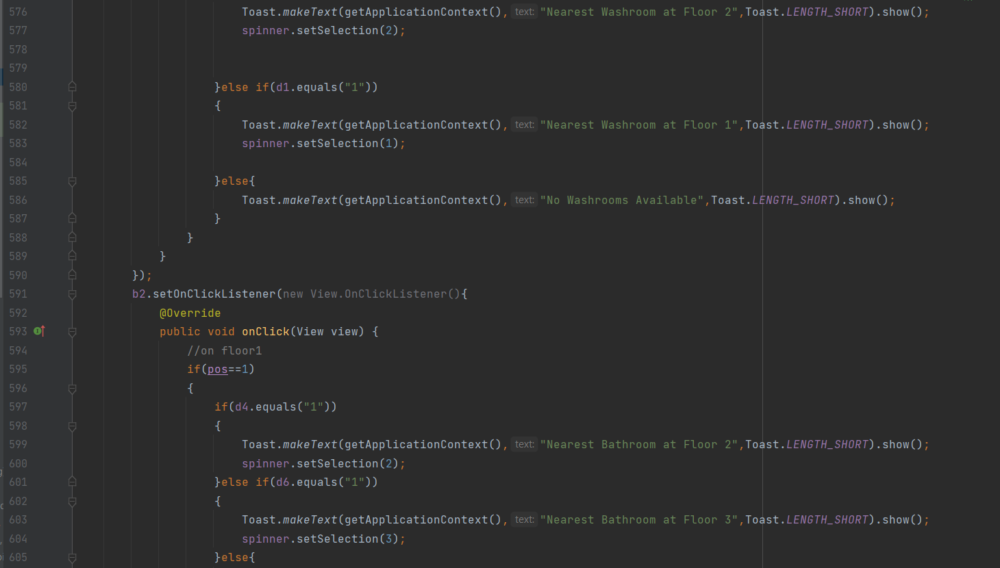 576 Toast.makeText(getApplicationContext(), text: "Nearest Washroom at Floor 2",Toast.LENGTH_SHORT).show();
577 spinner.setSelection(2);
578
579
580 }else if(d1.equals("1"))
581 {
582 Toast.makeText(getApplicationContext(), text: "Nearest Washroom at Floor 1",Toast.LENGTH_SHORT).show();
583 spinner.setSelection(1);
584
585 }else{
586 Toast.makeText(getApplicationContext(), text: "No Washrooms Available",Toast.LENGTH_SHORT).show();
587 }
588 }
589 }
590 });
591 b2.setOnClickListener(new View.OnClickListener(){
592 @Override
593 public void onClick(View view) {
594 //on floor1
595 if(pos==1)
596 {
597 if(d4.equals("1"))
598 {
599 Toast.makeText(getApplicationContext(), text: "Nearest Bathroom at Floor 2",Toast.LENGTH_SHORT).show();
600 spinner.setSelection(2);
601 }else if(d6.equals("1"))
602 {
603 Toast.makeText(getApplicationContext(), text: "Nearest Bathroom at Floor 3",Toast.LENGTH_SHORT).show();
604 spinner.setSelection(3);
605 }else{